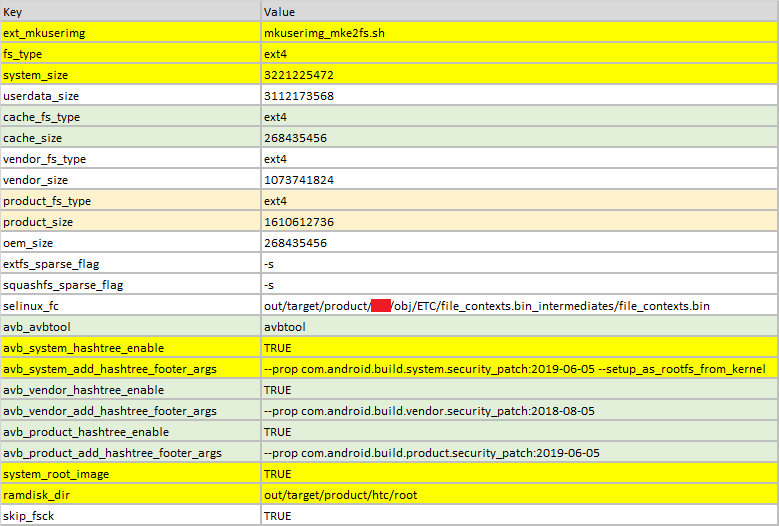 Key Value
ext_mkuserimg mkuserimg_mke2fs.sh
fs_type ext4
system_size 3221225472
userdata_size 3112173568
cache_fs_type ext4
cache_size 268435456
vendor_fs_type ext4
vendor_size 1073741824
product_fs_type ext4
product_size 1610612736
oem_size 268435456
extfs_sparse_flag -s
squashfs_sparse_flag -s
selinux_fc out/target/product/ /obj/ETC/file_contexts.bin_intermediates/file_contexts.bin
avb_avbtool avbtool
avb_system_hashtree_enable TRUE
avb_system_add_hashtree_footer_args --prop com.android.build.system.security_patch:2019-06-05 --setup_as_rootfs_from_kernel
avb_vendor_hashtree_enable TRUE
avb_vendor_add_hashtree_footer_args --prop com.android.build.vendor.security_patch:2018-08-05
avb_product_hashtree_enable TRUE
avb_product_add_hashtree_footer_args --prop com.android.build.product.security_patch:2019-06-05
system_root_image TRUE
ramdisk_dir out/target/product/htc/root
skip_fsck TRUE